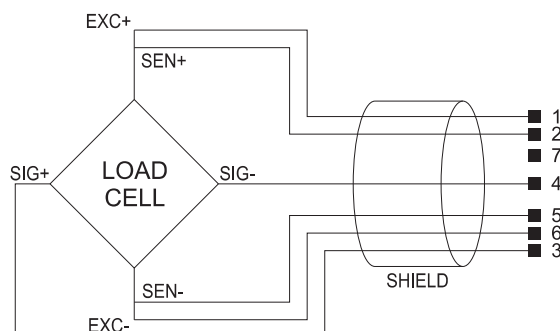 EXC+
SEN+
1
2
7
SIG+
LOAD
CELL
SIG-
4
5
6
3
SHIELD
SEN-
EXC-